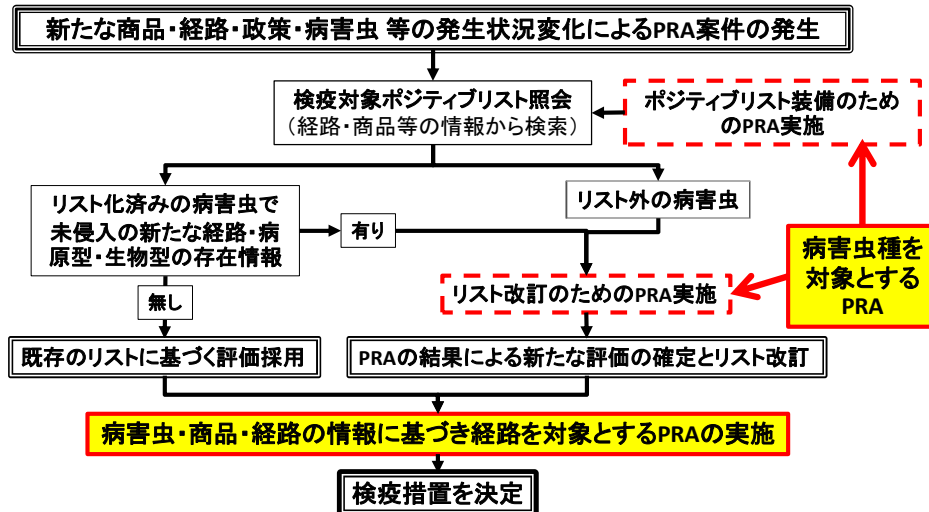 新たな商品・経路・政策・病害虫 等の発生状況変化によるPRA案件の発生
検疫対象ポジティブリスト照会
（経路・商品等の情報から検索）
ポジティブリスト装備のため
のPRA実施
リスト化済みの病害虫で
未侵入の新たな経路・病
原型・生物型の存在情報
有り
リスト外の病害虫
病害虫種を
対象とする
PRA
無し
リスト改訂のためのPRA実施
既存のリストに基づく評価採用
PRAの結果による新たな評価の確定とリスト改訂
病害虫・商品・経路の情報に基づき経路を対象とするPRAの実施
検疫措置を決定